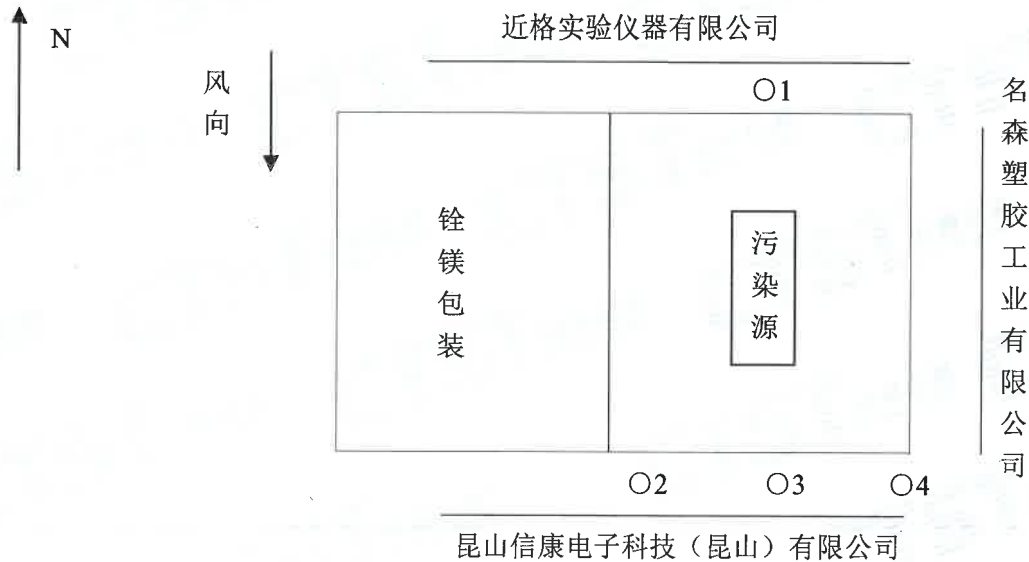 近格实验仪器有限公司
N
风向
○1
名森塑胶工业有限公司
铨镁包装
污染源
○2 ○3 ○4
昆山信康电子科技（昆山）有限公司